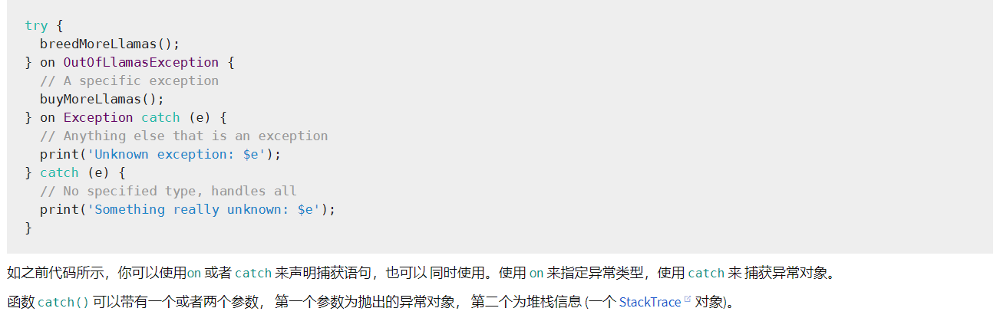 try {
  breedMoreLlamas();
} on OutOfLlamasException {
  // A specific exception
  buyMoreLlamas();
} on Exception catch (e) {
  // Anything else that is an exception
  print('Unknown exception: $e');
} catch (e) {
  // No specified type, handles all
  print('Something really unknown: $e');
}
如之前代码所示，你可以使用on 或者 catch 来声明捕获语句，也可以 同时使用。使用 on 来指定异常类型，使用 catch 来 捕获异常对象。
函数 catch() 可以带有一个或者两个参数， 第一个参数为抛出的异常对象， 第二个为堆栈信息 (一个 StackTrace 对象)。